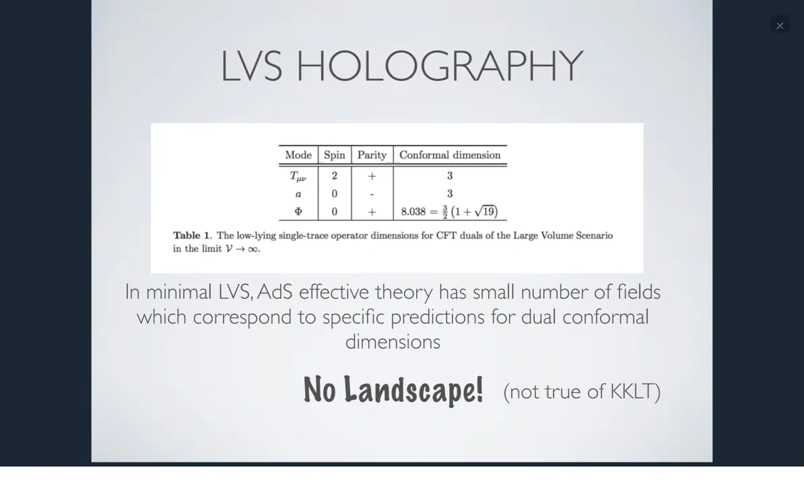 LVS HOLOGRAPHY
Mode Spin Parity Conformal dimension
Tμν 2 + 3
a 0 - 3
Φ 0 + 8.038 = 3/2 (1 + √19)
Table 1. The low-lying single-trace operator dimensions for CFT duals of the Large Volume Scenario
in the limit V → ∞.
In minimal LVS, AdS effective theory has small number of fields
which correspond to specific predictions for dual conformal
dimensions
No Landscape! (not true of KKLT)